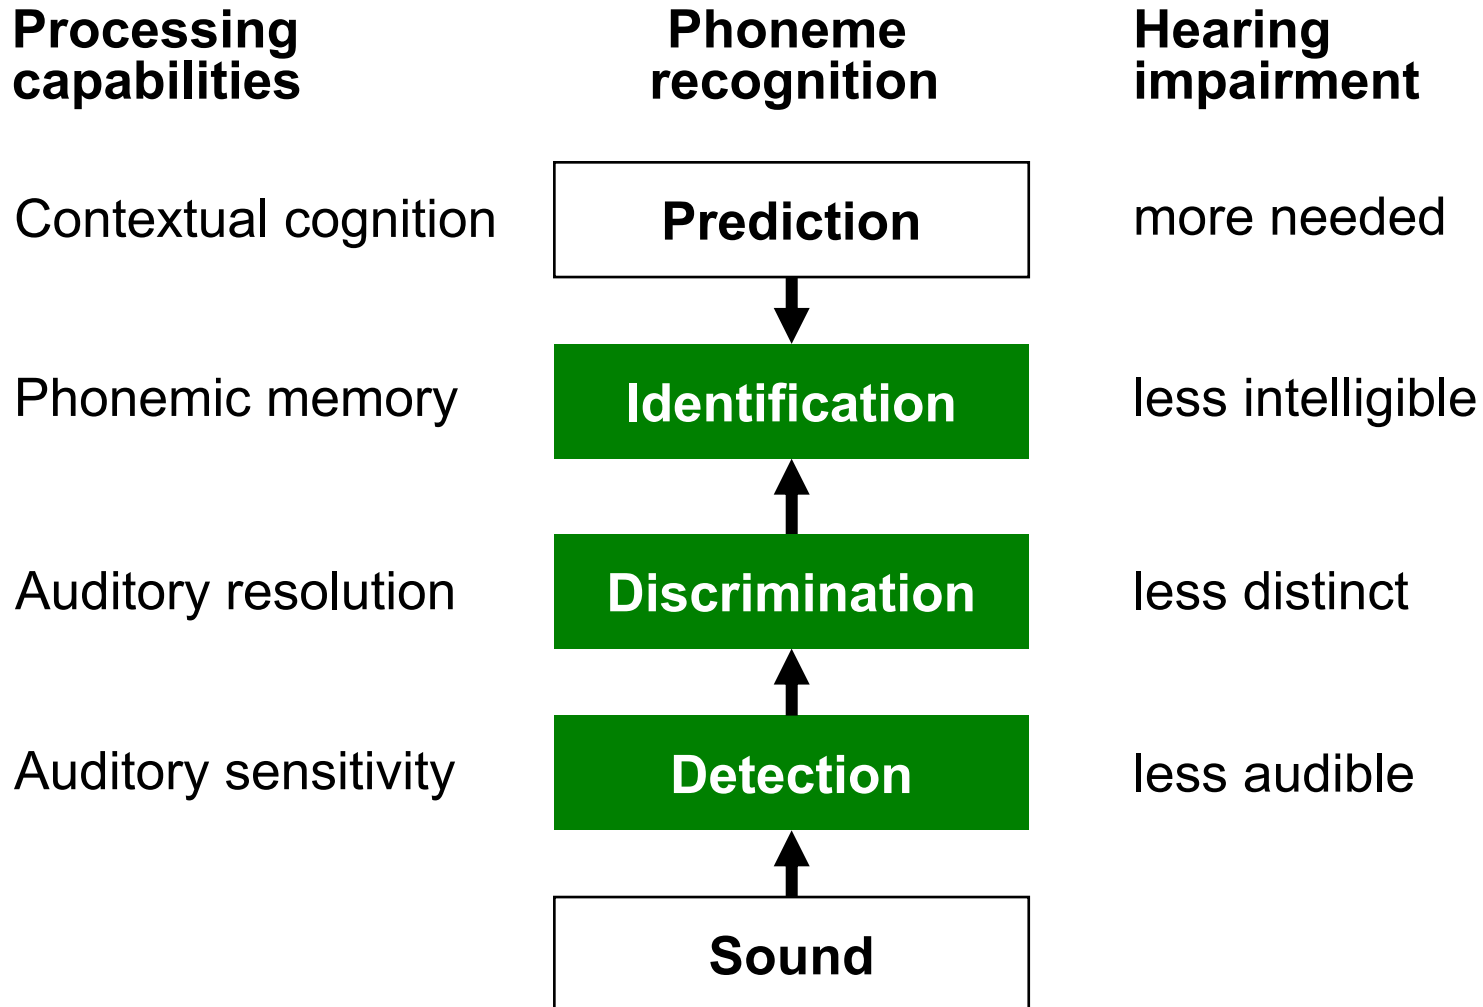 Processing
capabilities
Phoneme
recognition
Hearing
impairment
Contextual cognition
Prediction
more needed
Phonemic memory
Identification
less intelligible
Auditory resolution
Discrimination
less distinct
Auditory sensitivity
Detection
less audible
Sound